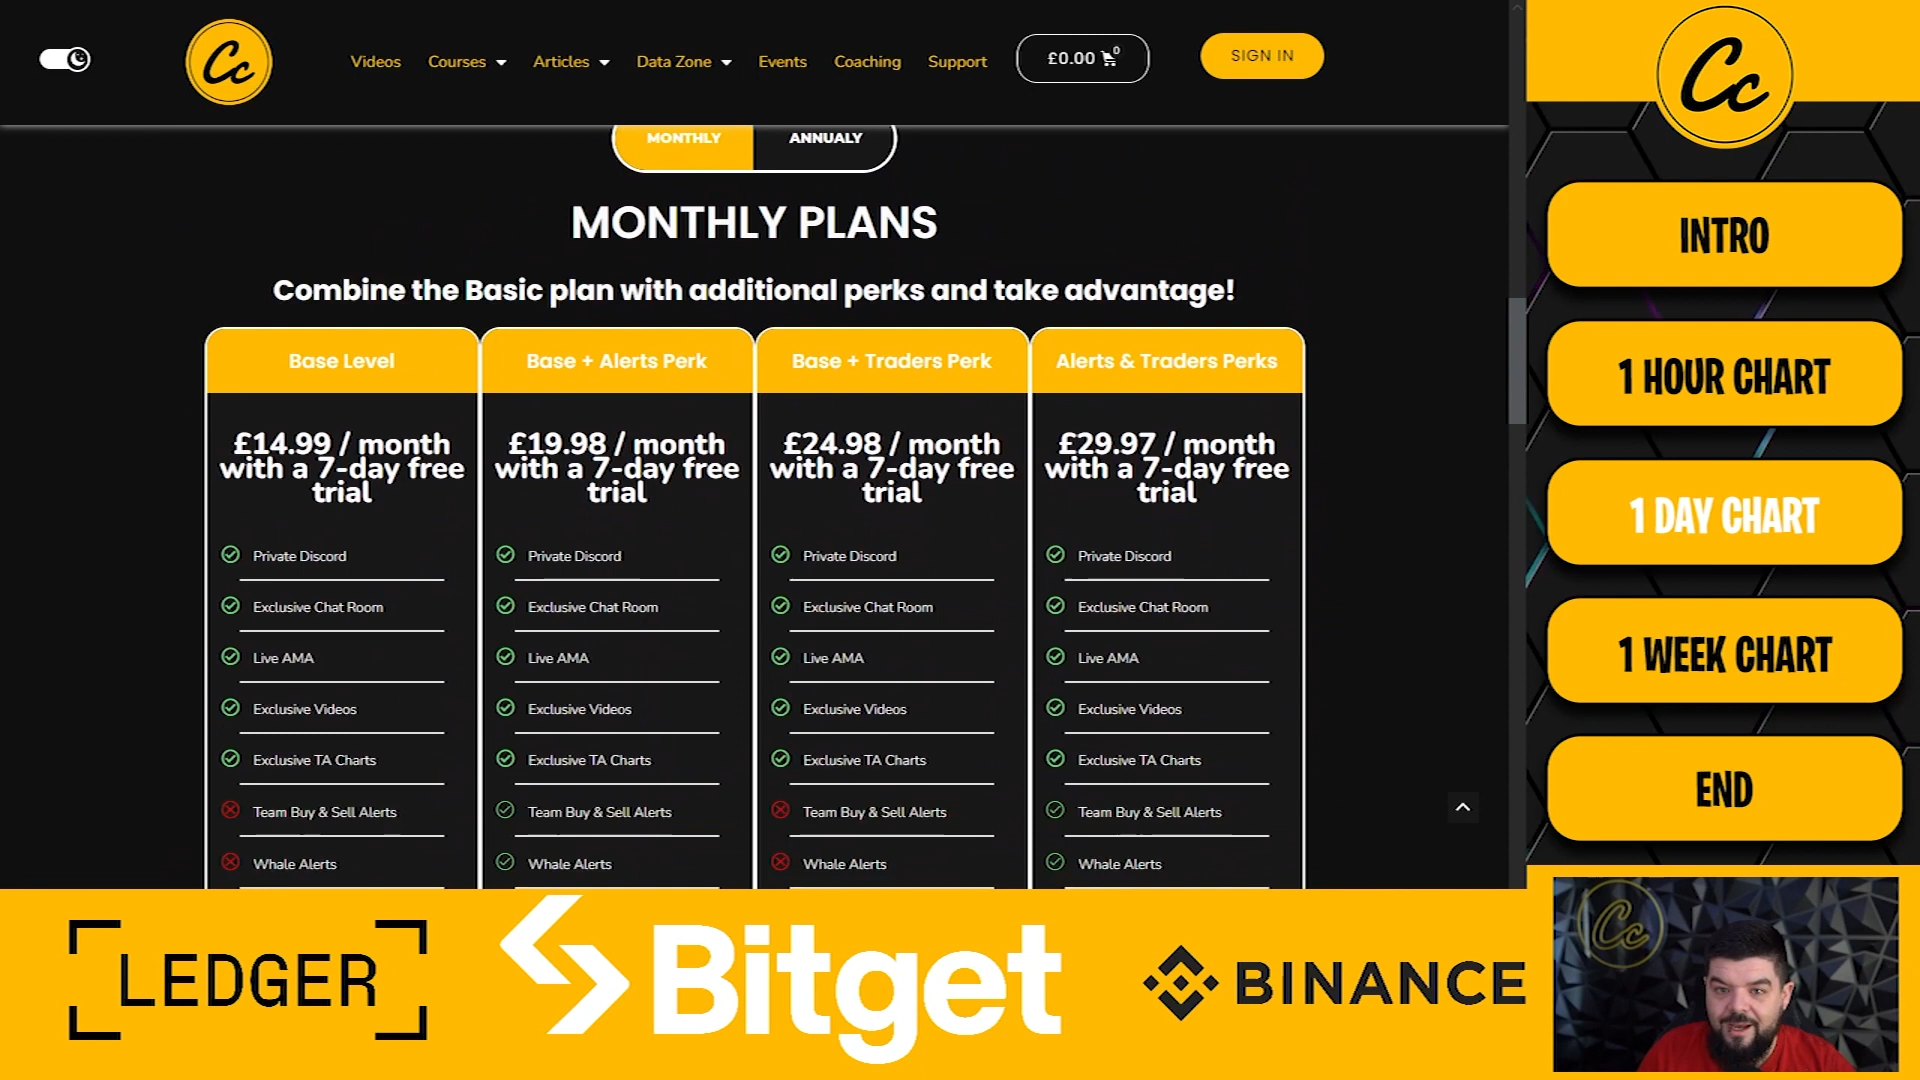 Cc
Videos
Courses
Articles
Data Zone
Events
Coaching
Support
£0.00
0
SIGN IN
MONTHLY
ANNUALY
MONTHLY PLANS
Combine the Basic plan with additional perks and take advantage!
Base Level
£14.99 / month
with a 7-day free
trial
Private Discord
Exclusive Chat Room
Live AMA
Exclusive Videos
Exclusive TA Charts
Team Buy & Sell Alerts
Whale Alerts
Base + Alerts Perk
£19.98 / month
with a 7-day free
trial
Private Discord
Exclusive Chat Room
Live AMA
Exclusive Videos
Exclusive TA Charts
Team Buy & Sell Alerts
Whale Alerts
Base + Traders Perk
£24.98 / month
with a 7-day free
trial
Private Discord
Exclusive Chat Room
Live AMA
Exclusive Videos
Exclusive TA Charts
Team Buy & Sell Alerts
Whale Alerts
Alerts & Traders Perks
£29.97 / month
with a 7-day free
trial
Private Discord
Exclusive Chat Room
Live AMA
Exclusive Videos
Exclusive TA Charts
Team Buy & Sell Alerts
Whale Alerts
Cc
INTRO
1 HOUR CHART
1 DAY CHART
1 WEEK CHART
END
LEDGER
Bitget
BINANCE
Cc